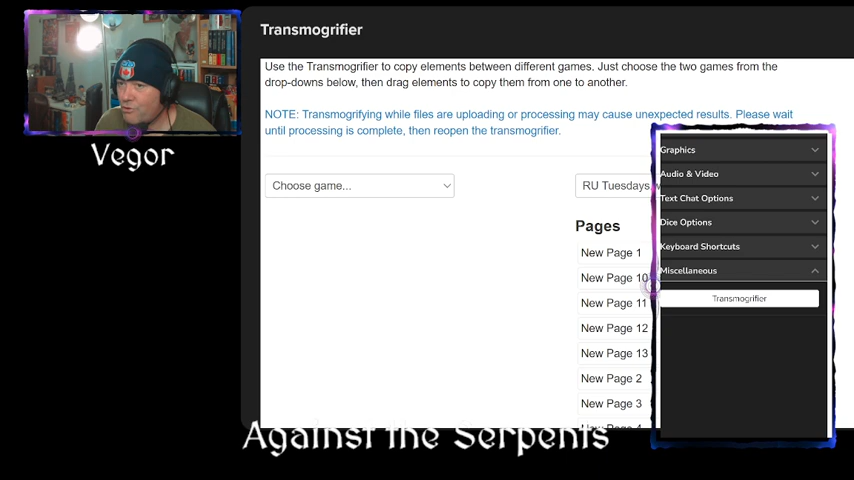 Transmogrifier
Use the Transmogrifier to copy elements between different games. Just choose the two games from the
drop-downs below, then drag elements to copy them from one to another.
NOTE: Transmogrifying while files are uploading or processing may cause unexpected results. Please wait
until processing is complete, then reopen the transmogrifier.
Vegor
Choose game...
RU Tuesdays
Pages
New Page 1
New Page 10
New Page 11
New Page 12
New Page 13
New Page 2
New Page 3
Graphics
Audio & Video
Text Chat Options
Dice Options
Keyboard Shortcuts
Miscellaneous
Transmogrifier
Against the Serpents